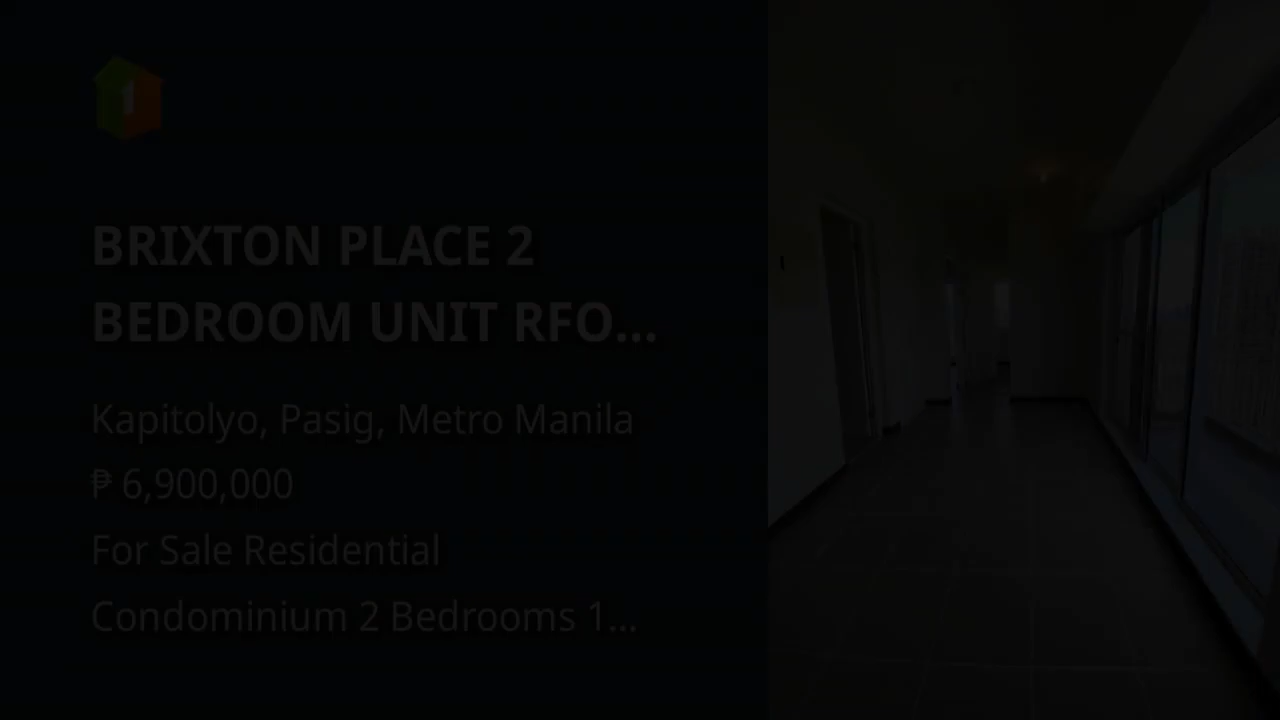 1
BRIXTON PLACE 2
BEDROOM UNIT RFO...
Kapitolyo, Pasig, Metro Manila
₱ 6,900,000
For Sale Residential
Condominium 2 Bedrooms 1...